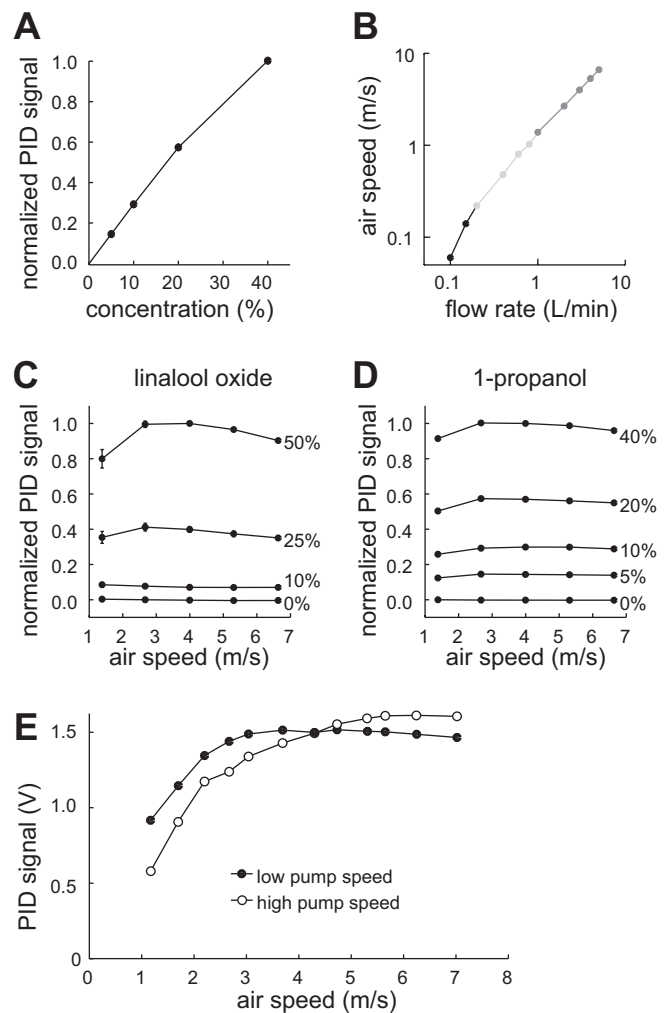 A
normalized PID signal
1.0
0.8
0.6
0.4
0.2
0.0
0 10 20 30 40
concentration (%)
B
air speed (m/s)
10
1
0.1
0.1 1 10
flow rate (L/min)
C
linalool oxide
normalized PID signal
1.0
0.8
0.6
0.4
0.2
0.0
50%
25%
10%
0%
1 2 3 4 5 6 7
air speed (m/s)
D
1-propanol
normalized PID signal
1.0
0.8
0.6
0.4
0.2
0.0
40%
20%
10%
5%
0%
1 2 3 4 5 6 7
air speed (m/s)
E
PID signal (V)
1.5
1.0
0.5
0
low pump speed
high pump speed
0 1 2 3 4 5 6 7 8
air speed (m/s)